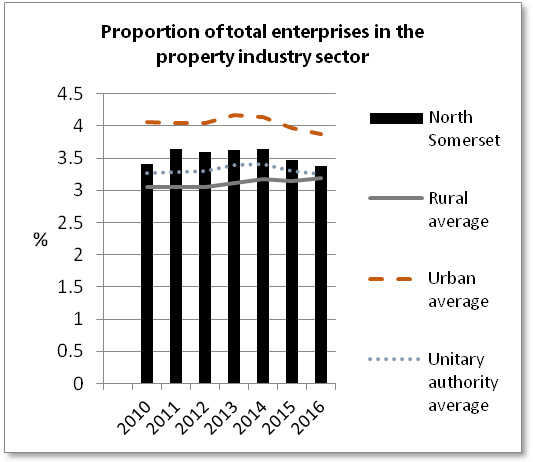 Proportion of total enterprises in the
property industry sector
4.5
4
3.5
3
2.5
2
1.5
1
0.5
0
%
2010
2011
2012
2013
2014
2015
2016
North
Somerset
Rural
average
Urban
average
Unitary
authority
average